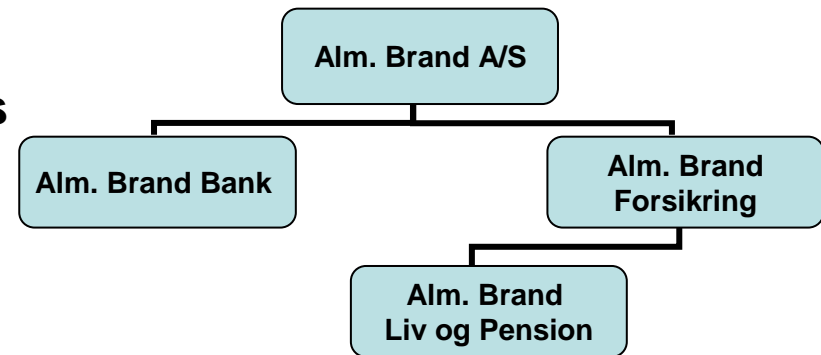 Alm. Brand A/S
s
Alm. Brand Bank
Alm. Brand
Forsikring
Alm. Brand
Liv og Pension